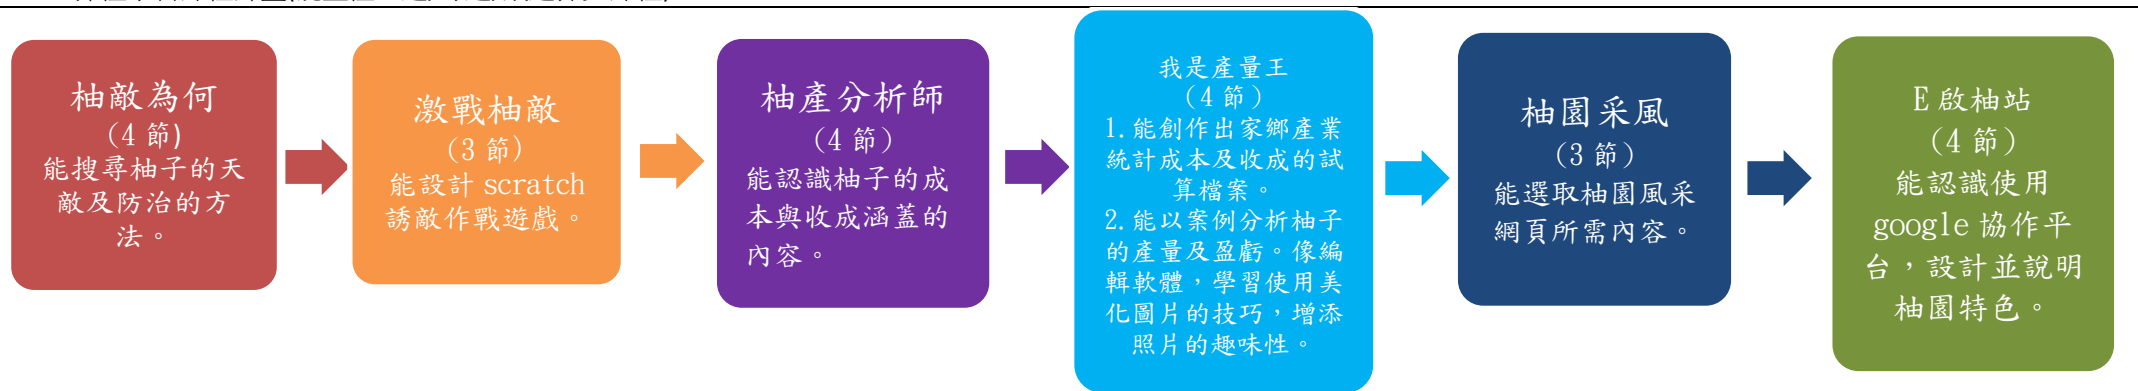 柚敵為何
(4 節)
能搜尋柚子的天
敵及防治的方
法。
激戰柚敵
(3 節)
能設計 scratch
誘敵作戰遊戲。
柚產分析師
(4 節)
能認識柚子的成
本與收成涵蓋的
內容。
我是產量王
(4 節)
1.能創作出家鄉產業
統計成本及收成的試
算檔案。
2.能以案例分析柚子
的產量及盈虧。像編
輯軟體，學習使用美
化圖片的技巧，增添
照片的趣味性。
柚園采風
(3 節)
能選取柚園風采
網頁所需內容。
E 啟柚站
(4 節)
能認識使用
google 協作平
台，設計並說明
柚園特色。